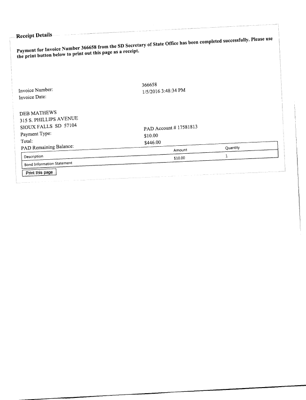 Receipt Details
Payment for Invoice Number 366658 from the SD Secretary of State Office has been completed successfully. Please use
the print button below to print out this page as a receipt.
Invoice Number: 366658
Invoice Date: 1/5/2016 3:48:34 PM
DEB MATHEWS
315 S. PHILLIPS AVENUE
SIOUX FALLS SD 57104
Payment Type: PAD Account # 17581813
Total: $10.00
PAD Remaining Balance: $446.00
Description Amount Quantity
Bond Information Statement $10.00 1
Print this page